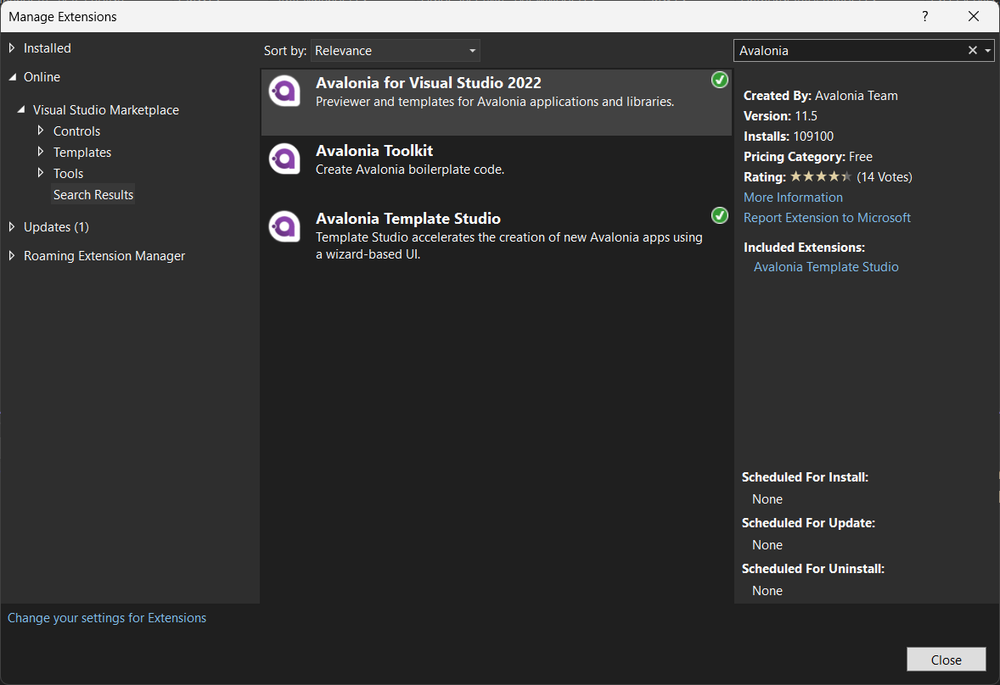 Manage Extensions
?
Installed
Online
Visual Studio Marketplace
Controls
Templates
Tools
Search Results
Updates (1)
Roaming Extension Manager
Sort by: Relevance
Avalonia for Visual Studio 2022
Previewer and templates for Avalonia applications and libraries.
Avalonia Toolkit
Create Avalonia boilerplate code.
Avalonia Template Studio
Template Studio accelerates the creation of new Avalonia apps using
a wizard-based UI.
Avalonia
Created By: Avalonia Team
Version: 11.5
Installs: 109100
Pricing Category: Free
Rating: (14 Votes)
More Information
Report Extension to Microsoft
Included Extensions:
Avalonia Template Studio
Scheduled For Install:
None
Scheduled For Update:
None
Scheduled For Uninstall:
None
Change your settings for Extensions
Close